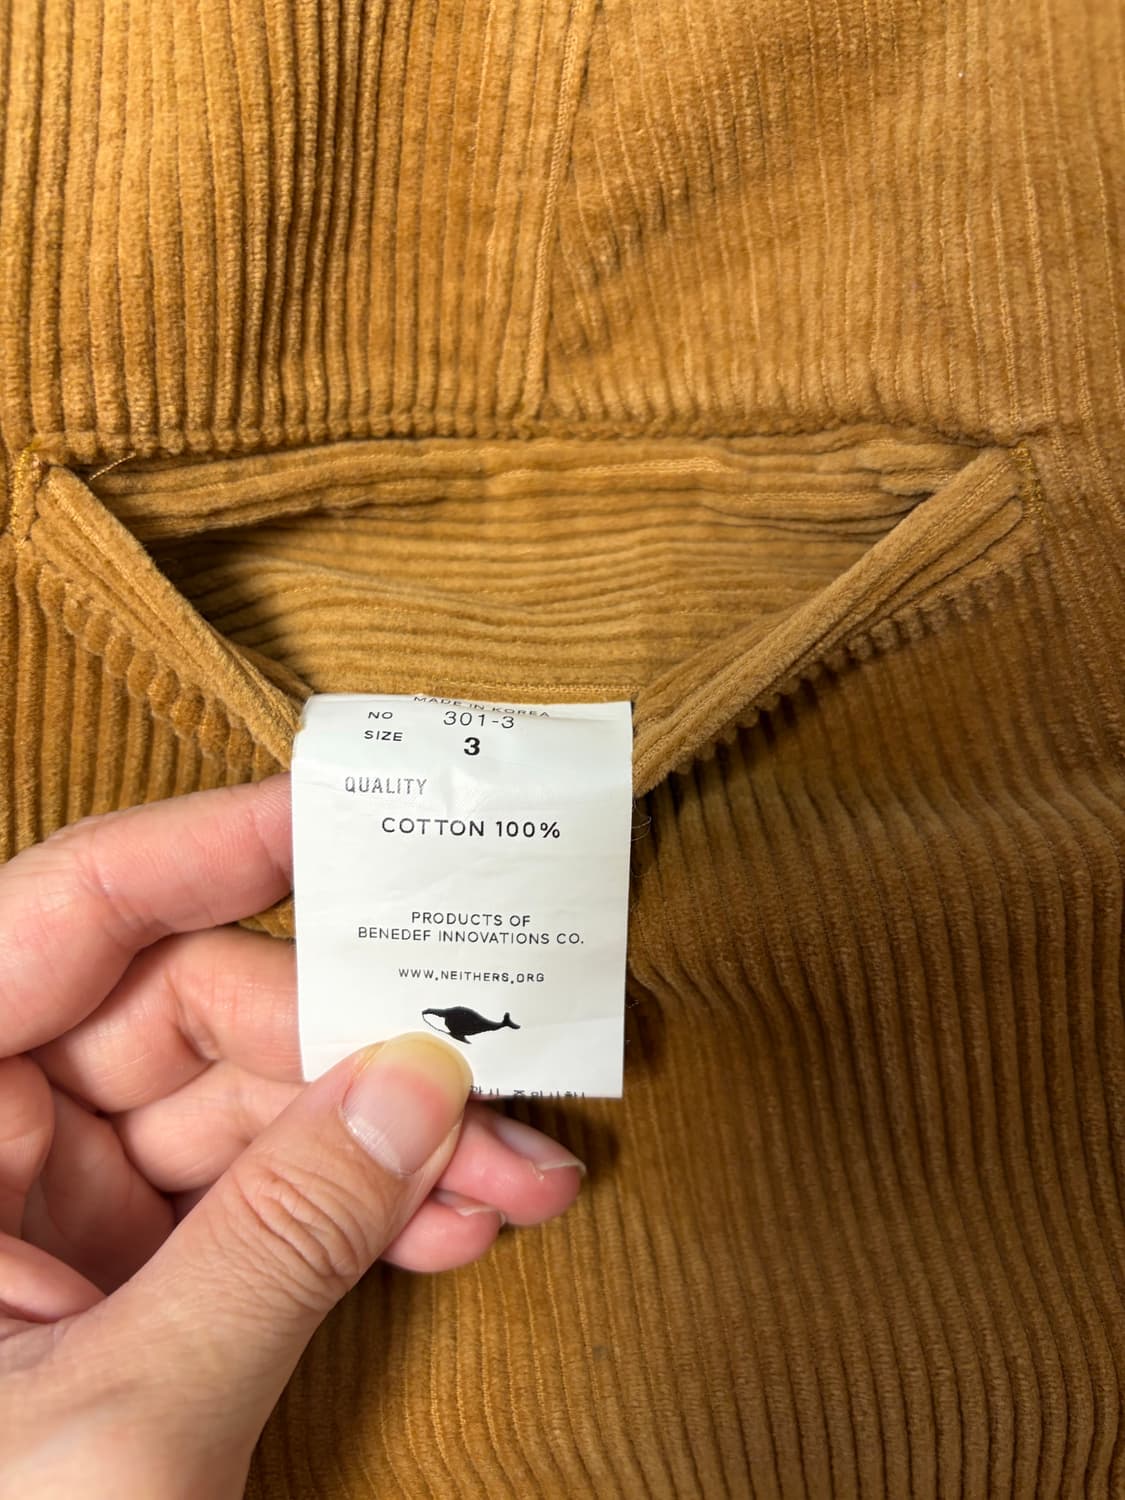 MADE IN KOREA
NO 301-3
SIZE 3
QUALITY
COTTON 100%
PRODUCTS OF
BENEDEF INNOVATIONS CO.
WWW.NEITHERS.ORG